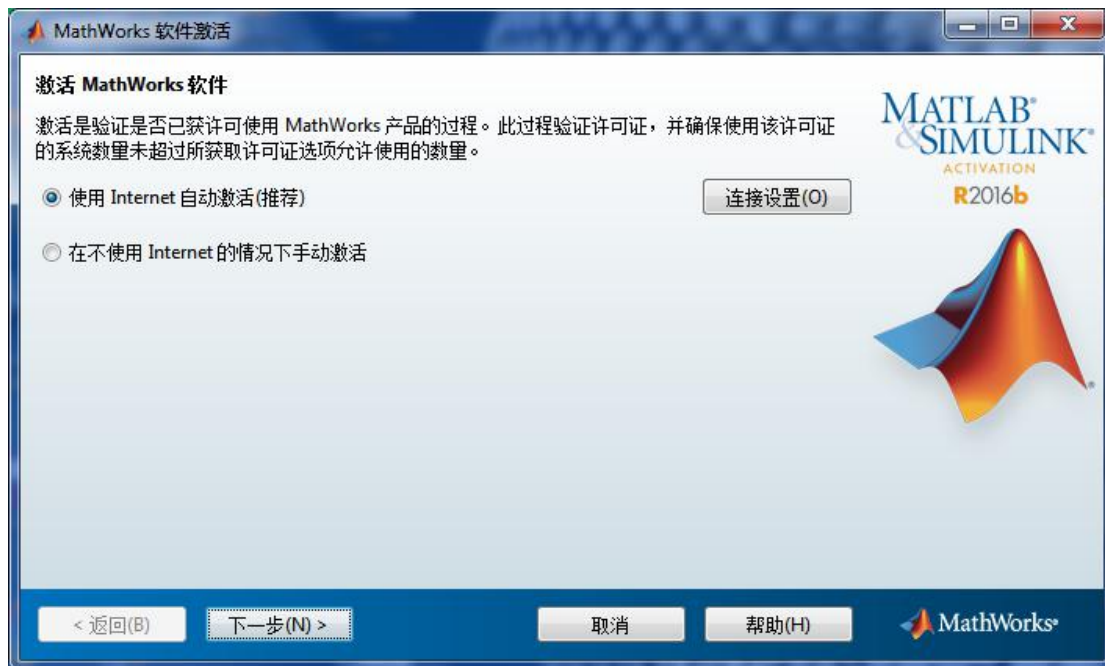 MathWorks 软件激活
激活 MathWorks 软件
激活是验证是否已获许可使用 MathWorks 产品的过程。此过程验证许可证，并确保使用该许可证
的系统数量未超过所获取许可证选项允许使用的数量。
使用 Internet 自动激活(推荐)
连接设置(O)
在不使用 Internet 的情况下手动激活
MATLAB®
&SIMULINK®
ACTIVATION
R2016b
< 返回(B)
下一步(N) >
取消
帮助(H)
MathWorks®